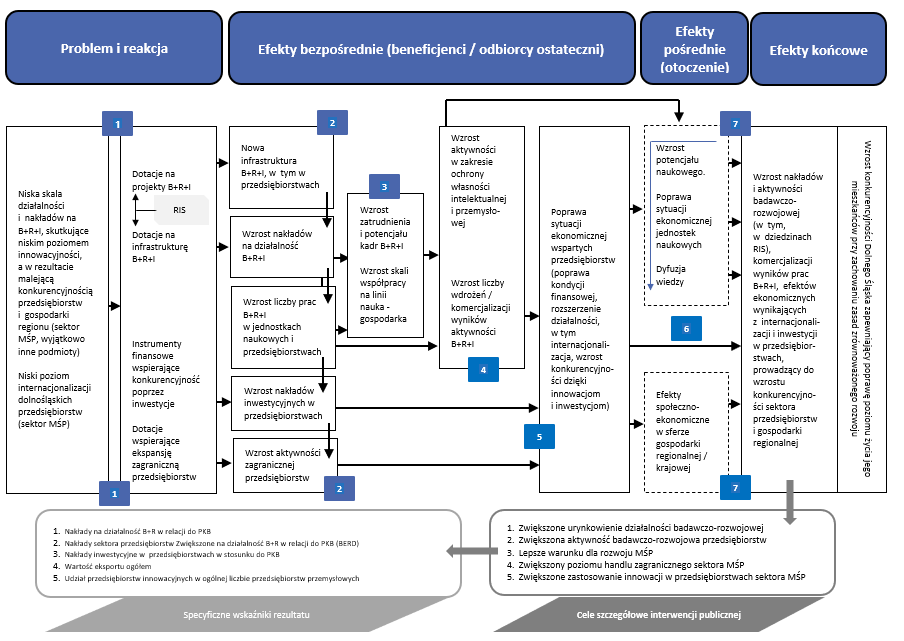 Problem i reakcja
Efekty bezpośrednie (beneficjenci / odbiorcy ostateczni)
Efekty
pośrednie
(otoczenie)
Efekty końcowe
1
2
7
Niska skala
działalności
i nakładów na
B+R+I, skutkujące
niskim poziomem
innowacyjności,
a w rezultacie
malejącą
konkurencyjnością
przedsiębiorstw
i gospodarki
regionu (sektor
MŚP, wyjątkowo
inne podmioty)
Niski poziom
internacjonalizacji
dolnośląskich
przedsiębiorstw
(sektor MŚP)
Dotacje na
projekty B+R+I
RIS
Dotacje na
infrastrukturę
B+R+I
Instrumenty
finansowe
wspierające
konkurencyjność
poprzez
inwestycje
Dotacje
wspierające
ekspansję
zagraniczną
przedsiębiorstw
1
Nowa
infrastruktura
B+R+I, w tym w
przedsiębiorstwach
Wzrost nakładów
na działalność
B+R+I
Wzrost liczby prac
B+R+I
w jednostkach
naukowych i
przedsiębiorstwach
Wzrost nakładów
inwestycyjnych w
przedsiębiorstwach
Wzrost aktywności
zagranicznej
przedsiębiorstw
2
3
Wzrost
zatrudnienia
i potencjału
kadr B+R+I
Wzrost skali
współpracy
na linii
nauka -
gospodarka
Wzrost
aktywności
w zakresie
ochrony
własności
intelektualnej
i przemysło-
wej
Wzrost liczby
wdrożeń /
komercjalizacji
wyników
aktywności
B+R+I
4
Poprawa
sytuacji
ekonomicznej
wspartych
przedsiębiorstw
(poprawa
kondycji
finansowej,
rozszerzenie
działalności,
w tym
internacjonali-
zacja, wzrost
konkurencyjno-
ści dzięki
innowacjom
i inwestycjom)
5
Wzrost
potencjału
naukowego.
Poprawa
sytuacji
ekonomicznej
jednostek
naukowych
Dyfuzja
wiedzy
6
Efekty
społeczno-
ekonomiczne
w sferze
gospodarki
regionalnej /
krajowej
7
Wzrost nakładów
i aktywności
badawczo-
rozwojowej
(w tym,
w dziedzinach
RIS),
komercjalizacji
wyników prac
B+R+I, efektów
ekonomicznych
wynikających
z internacjonali-
zacji i inwestycji
w przedsiębior-
stwach,
prowadzący do
wzrostu
konkurencyjno-
ści sektora
przedsiębiorstw
i gospodarki
regionalnej
Wzrost konkurencyjności Dolnego Śląska zapewniający poprawę poziomu życia jego
mieszkańców przy zachowaniu zasad zrównoważonego rozwoju
1. Nakłady na działalność B+R w relacji do PKB
2. Nakłady sektora przedsiębiorstw Zwiększone na działalność B+R w relacji do PKB (BERD)
3. Nakłady inwestycyjne w przedsiębiorstwach w stosunku do PKB
4. Wartość eksportu ogółem
5. Udział przedsiębiorstw innowacyjnych w ogólnej liczbie przedsiębiorstw przemysłowych
Specyficzne wskaźniki rezultatu
1. Zwiększone urynkowienie działalności badawczo-rozwojowej
2. Zwiększona aktywność badawczo-rozwojowa przedsiębiorstw
3. Lepsze warunku dla rozwoju MŚP
4. Zwiększony poziomu handlu zagranicznego sektora MŚP
5. Zwiększone zastosowanie innowacji w przedsiębiorstwach sektora MŚP
Cele szczegółowe interwencji publicznej